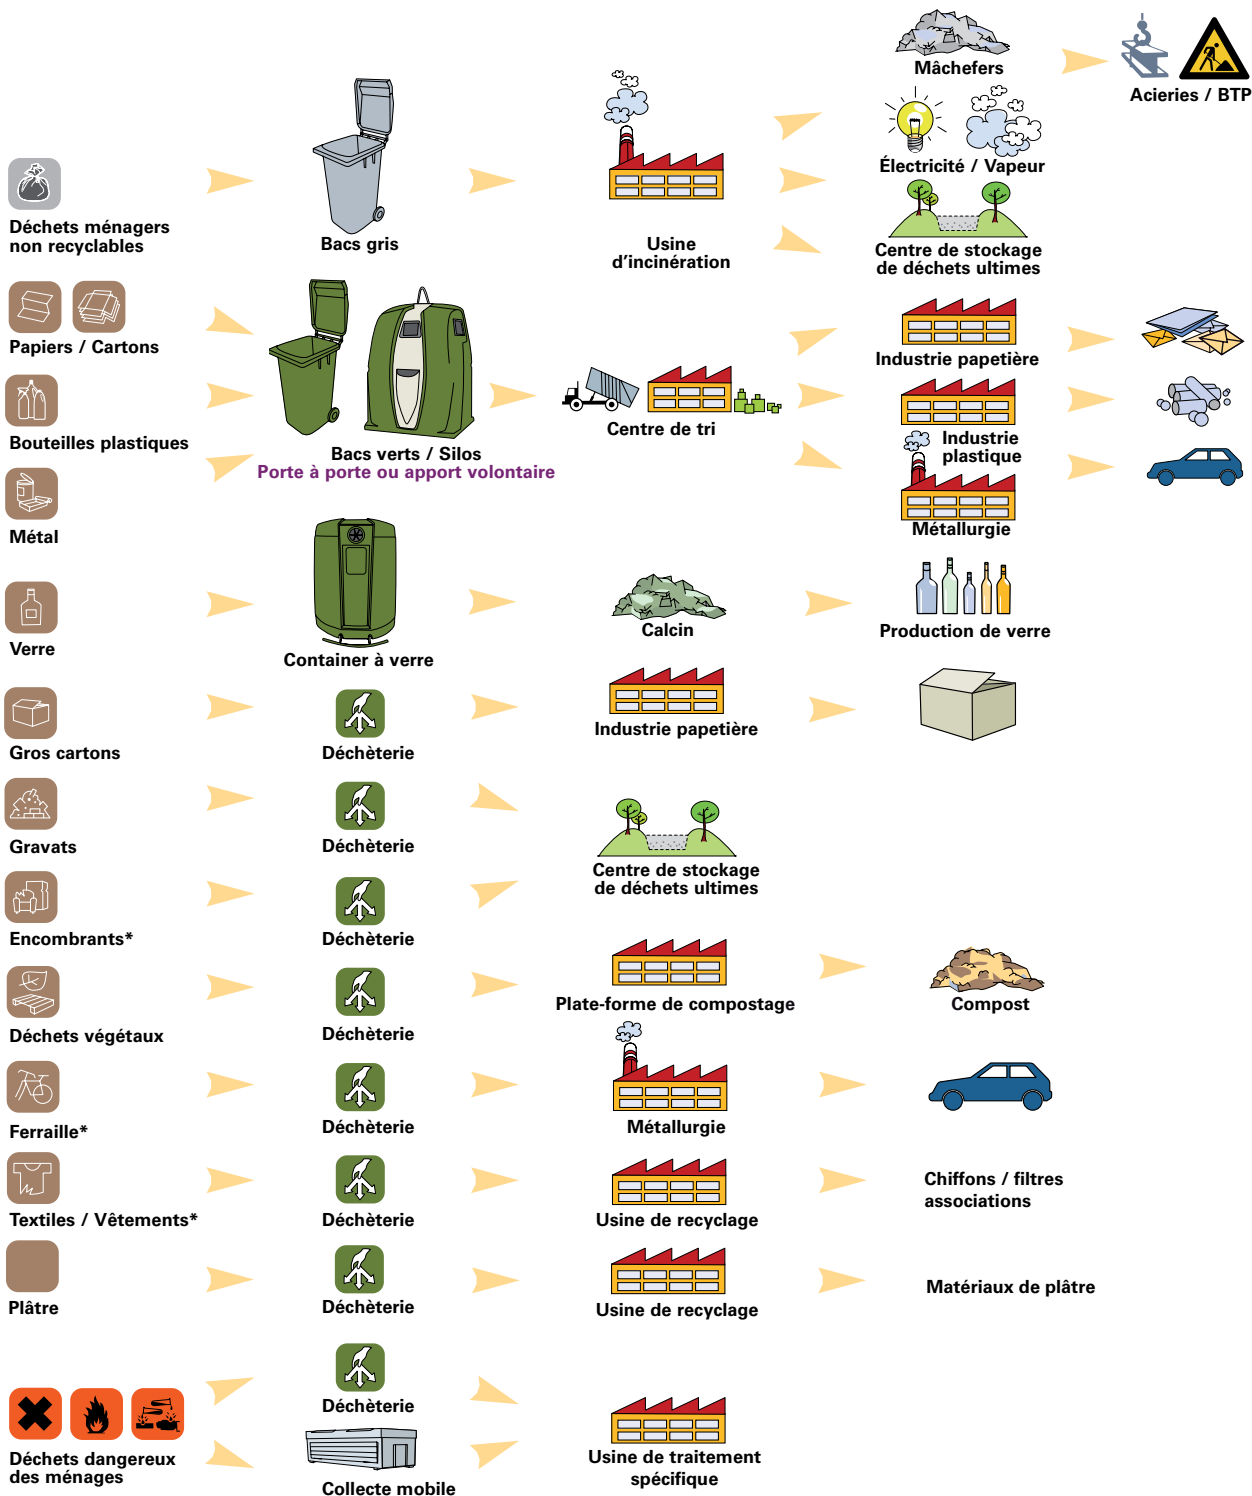 Mâchefers
Acieries / BTP
Électricité / Vapeur
Déchets ménagers
non recyclables
Bacs gris
Usine
d'incinération
Centre de stockage
de déchets ultimes
Papiers / Cartons
Industrie papetière
Bouteilles plastiques
Bacs verts / Silos
Porte à porte ou apport volontaire
Centre de tri
Industrie
plastique
Métal
Métallurgie
Verre
Container à verre
Calcin
Production de verre
Gros cartons
Déchèterie
Industrie papetière
Gravats
Déchèterie
Centre de stockage
de déchets ultimes
Encombrants*
Déchèterie
Déchets végétaux
Déchèterie
Plate-forme de compostage
Compost
Ferraille*
Déchèterie
Métallurgie
Textiles / Vêtements*
Déchèterie
Usine de recyclage
Chiffons / filtres
associations
Plâtre
Déchèterie
Usine de recyclage
Matériaux de plâtre
Déchèterie
Déchets dangereux
des ménages
Collecte mobile
Usine de traitement
spécifique